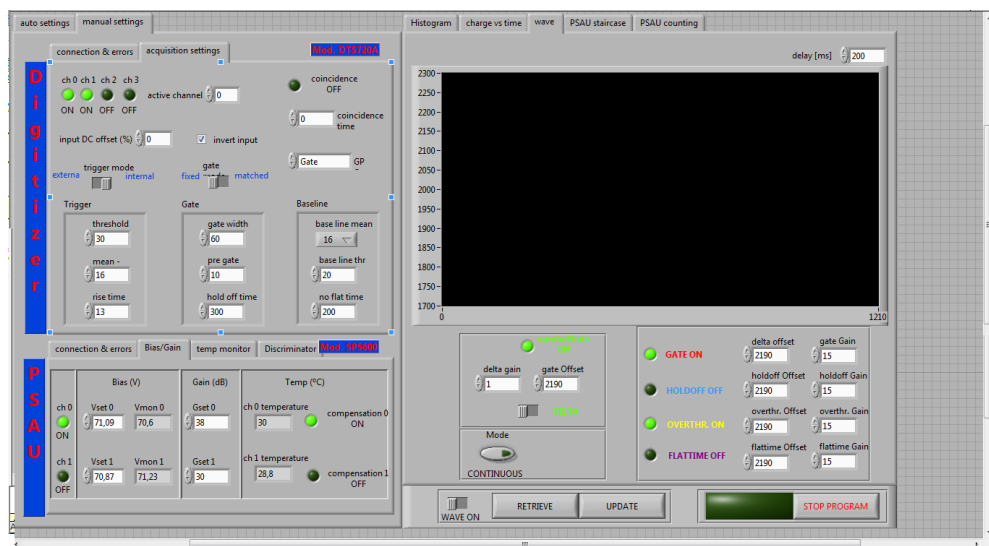 auto settings manual settings
connection & errors acquisition settings Mod. DT5720A
Digitizer
ch 0 ch 1 ch 2 ch 3
ON ON OFF OFF
active channel 0
coincidence
OFF
0 coincidence
time
input DC offset (%) 0 invert input
Gate GP
trigger mode
externa internal
gate
fixed matched
Trigger
threshold
30
mean -
16
rise time
13
Gate
gate width
60
pre gate
10
hold off time
300
Baseline
base line mean
16
base line thr
20
no flat time
200
connection & errors Bias/Gain temp monitor Discriminator Mod. SP5600
PSAU
Bias (V) Gain (dB) Temp (ºC)
ch 0 Vset 0 Vmon 0 Gset 0 ch 0 temperature
ON 71,09 70,6 38 30 compensation 0
ON
ch 1 Vset 1 Vmon 1 Gset 1 ch 1 temperature
OFF 70,87 71,23 30 28,8 compensation 1
OFF
Histogram charge vs time wave PSAU staircase PSAU counting
delay [ms] 200
2300
2250
2200
2150
2100
2050
2000
1950
1900
1850
1800
1750
1700
0 1210
ON
delta gain gate Offset
1 2190
Mode
CONTINUOUS
GATE ON
delta offset gate Gain
2190 15
HOLDOFF OFF
holdoff Offset holdoff Gain
2190 15
OVERTHR. ON
overthr. Offset overthr. Gain
2190 15
FLATTIME OFF
flattime Offset flattime Gain
2190 15
WAVE ON RETRIEVE UPDATE STOP PROGRAM